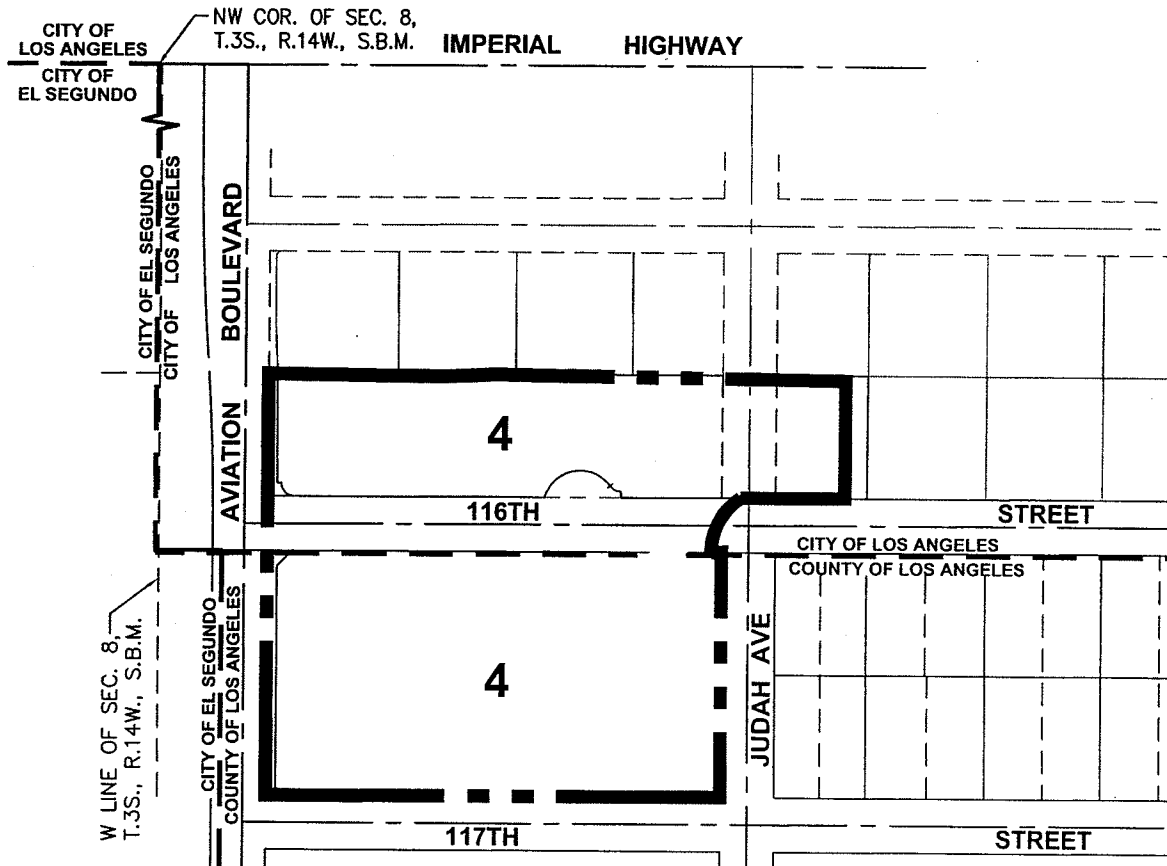 CITY OF
LOS ANGELES
CITY OF
EL SEGUNDO
NW COR. OF SEC. 8,
T.3S., R.14W., S.B.M.
IMPERIAL HIGHWAY
CITY OF EL SEGUNDO
CITY OF LOS ANGELES
AVIATION BOULEVARD
4
116TH STREET
CITY OF LOS ANGELES
COUNTY OF LOS ANGELES
W LINE OF SEC. 8,
T.3S., R.14W., S.B.M.
CITY OF EL SEGUNDO
COUNTY OF LOS ANGELES
4
JUDAH AVE
117TH STREET